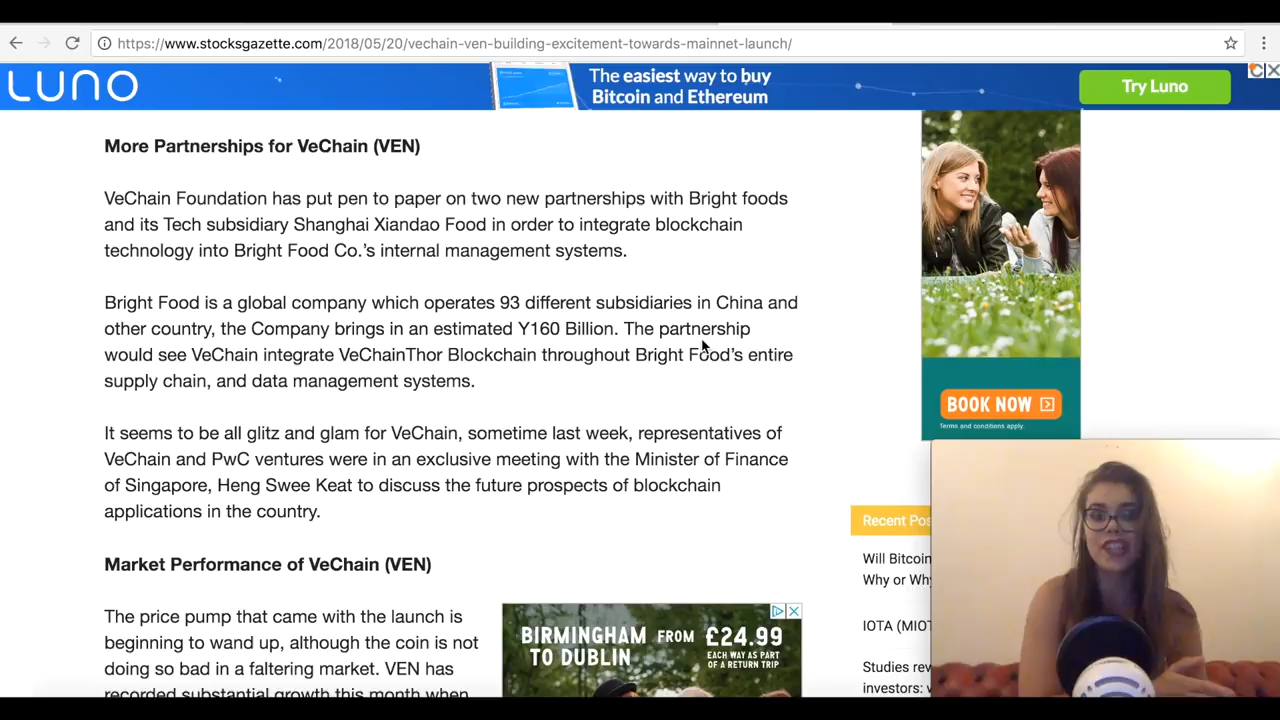 https://www.stocksgazette.com/2018/05/20/vechain-ven-building-excitement-towards-mainnet-launch/
LUNO
The easiest way to buy
Bitcoin and Ethereum
Try Luno
More Partnerships for VeChain (VEN)
VeChain Foundation has put pen to paper on two new partnerships with Bright foods
and its Tech subsidiary Shanghai Xiandao Food in order to integrate blockchain
technology into Bright Food Co.'s internal management systems.
Bright Food is a global company which operates 93 different subsidiaries in China and
other country, the Company brings in an estimated Y160 Billion. The partnership
would see VeChain integrate VeChainThor Blockchain throughout Bright Food's entire
supply chain, and data management systems.
It seems to be all glitz and glam for VeChain, sometime last week, representatives of
VeChain and PwC ventures were in an exclusive meeting with the Minister of Finance
of Singapore, Heng Swee Keat to discuss the future prospects of blockchain
applications in the country.
Market Performance of VeChain (VEN)
The price pump that came with the launch is
beginning to wand up, although the coin is not
doing so bad in a faltering market. VEN has
recorded substantial growth this month when
BIRMINGHAM FROM £24.99
TO DUBLIN
EACH WAY AS PART
OF A RETURN TRIP
BOOK NOW
Terms and conditions apply.
Recent Pos
Will Bitcoin
Why or Why
IOTA (MIOT
Studies rev
investors: w